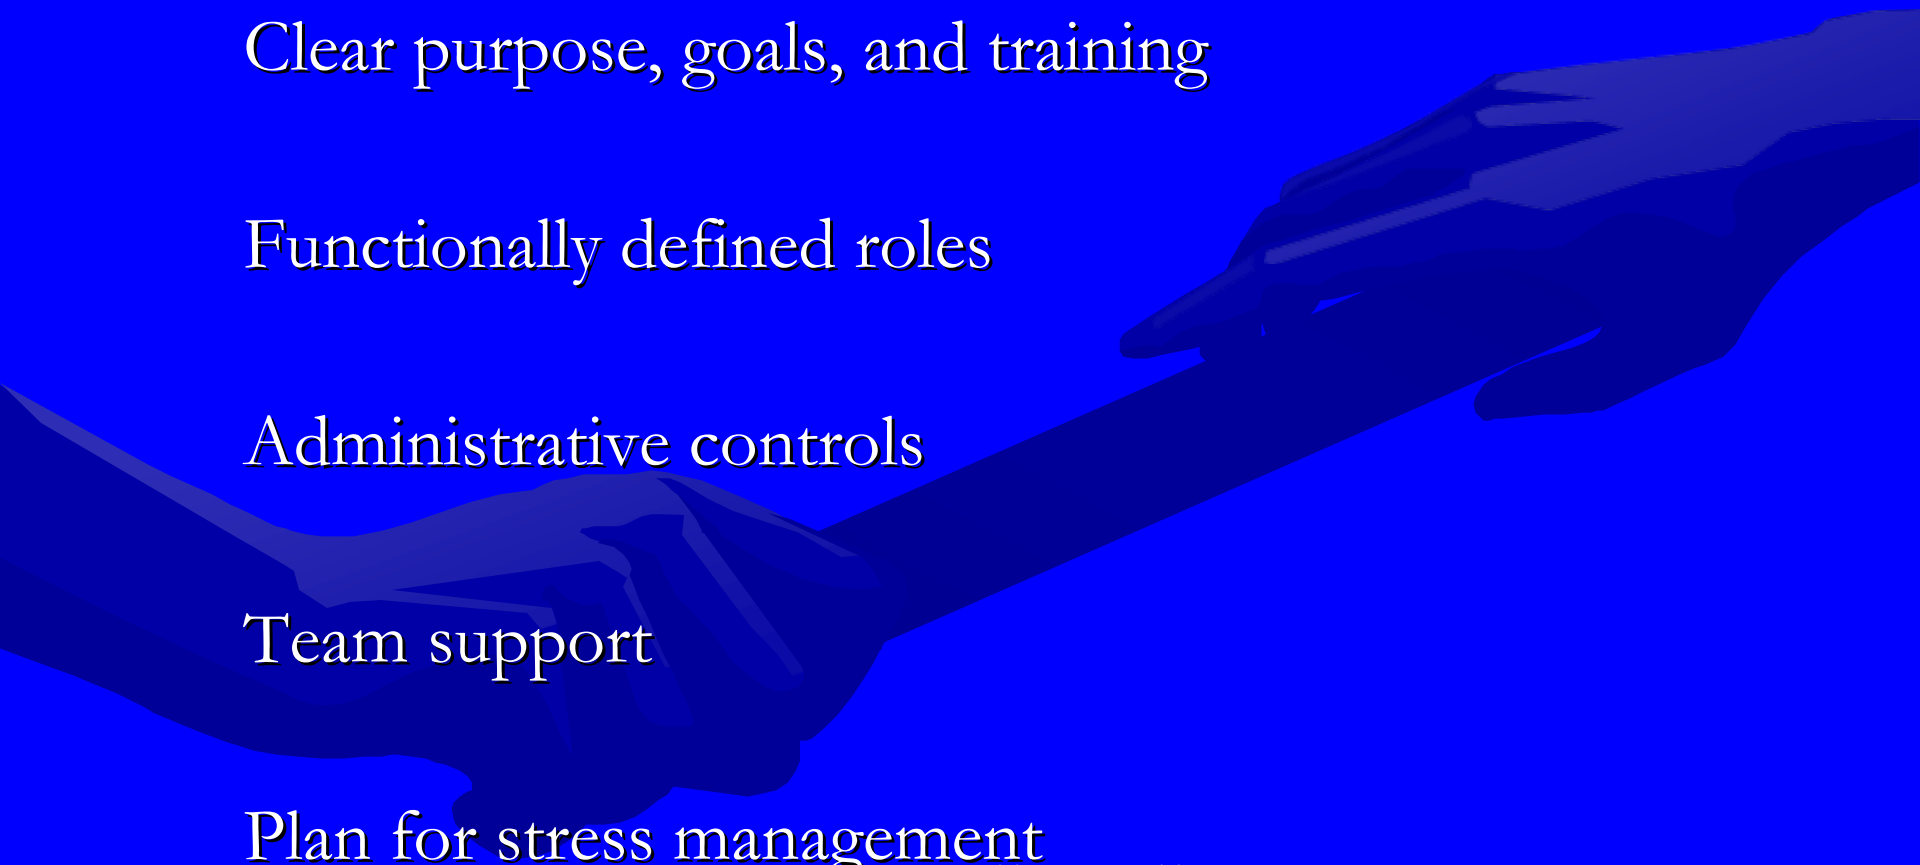 Clear purpose, goals, and training
Functionally defined roles
Administrative controls
Team support
Plan for stress management